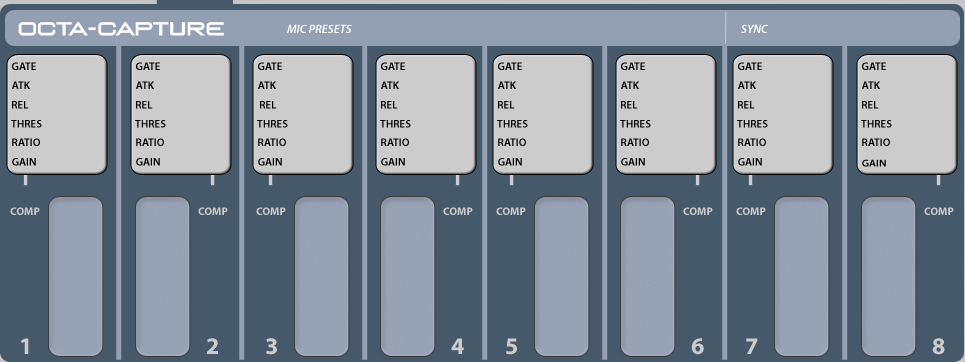 OCTA-CAPTURE MIC PRESETS SYNC
GATE GATE GATE GATE GATE GATE GATE GATE
ATK ATK ATK ATK ATK ATK ATK ATK
REL REL REL REL REL REL REL REL
THRES THRES THRES THRES THRES THRES THRES THRES
RATIO RATIO RATIO RATIO RATIO RATIO RATIO RATIO
GAIN GAIN GAIN GAIN GAIN GAIN GAIN GAIN
COMP COMP COMP COMP COMP COMP COMP COMP
1 2 3 4 5 6 7 8